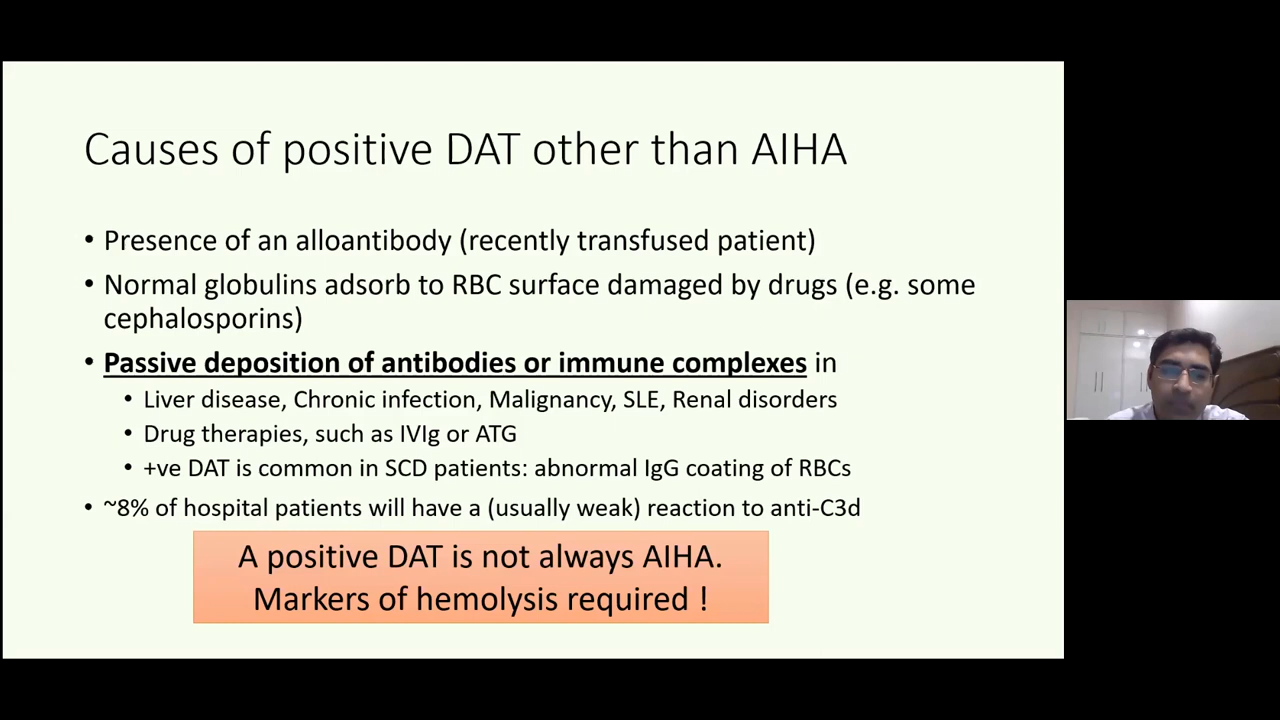 Causes of positive DAT other than AIHA
• Presence of an alloantibody (recently transfused patient)
• Normal globulins adsorb to RBC surface damaged by drugs (e.g. some
cephalosporins)
• Passive deposition of antibodies or immune complexes in
• Liver disease, Chronic infection, Malignancy, SLE, Renal disorders
• Drug therapies, such as IVIg or ATG
• +ve DAT is common in SCD patients: abnormal IgG coating of RBCs
• ~8% of hospital patients will have a (usually weak) reaction to anti-C3d
A positive DAT is not always AIHA.
Markers of hemolysis required !